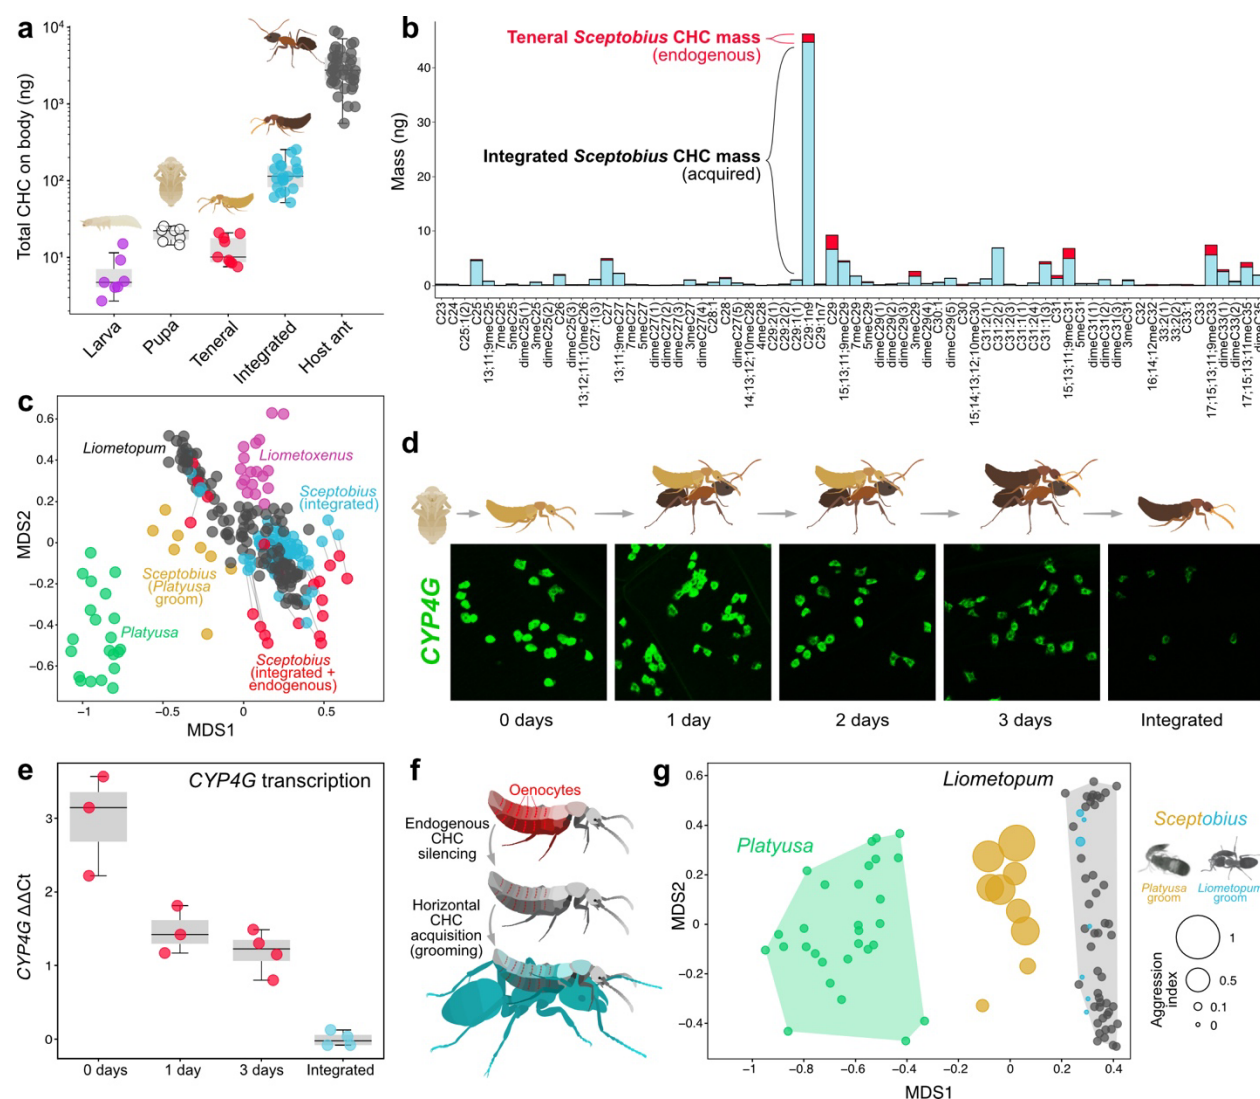 a
Total CHC on body (ng)
10⁴
10³
10²
10¹
Larva
Pupa
Teneral
Integrated
Host ant
b
Mass (ng)
40
30
20
10
0
Teneral Sceptobius CHC mass
(endogenous)
Integrated Sceptobius CHC mass
(acquired)
C23
C24
C25:1(2)
C25
13;11;9meC25
7meC25
5meC25
dimeC25(1)
3meC25
dimeC25(2)
C26
dimeC25(3)
13;12;11;10meC26
C27:1(3)
C27
13;11;9meC27
7meC27
5meC27
dimeC27(1)
dimeC27(2)
dimeC27(3)
3meC27
dimeC27(4)
C28:1
C28
dimeC27(5)
14;13;12;10meC28
4meC28
C29:2(1)
C29:2(2)
C29:1(1)
C29:1n9
C29:1n7
C29
15;13;11;9meC29
7meC29
5meC29
dimeC29(1)
dimeC29(2)
dimeC29(3)
3meC29
dimeC29(4)
C30:1
dimeC29(5)
C30
15;14;13;12;10meC30
C31:2(1)
C31:2(2)
C31:2(3)
C31:1(1)
C31:2(4)
C31:1(3)
C31
15;13;11;9meC31
5meC31
dimeC31(1)
dimeC31(2)
dimeC31(3)
3meC31
C32
16;14;12meC32
33:2(1)
33:2(2)
C33:1
C33
17;15;13;11;9meC33
dimeC33(1)
dimeC33(2)
17;15;13;11meC35
c
MDS2
0.6
0.4
0.2
0
−0.2
−0.4
−0.6
−1
−0.5
0
0.5
MDS1
Liometopum
Liometoxenus
Sceptobius
(integrated)
Sceptobius
(Platyusa
groom)
Platyusa
Sceptobius
(integrated +
endogenous)
d
CYP4G
0 days
1 day
2 days
3 days
Integrated
e
CYP4G transcription
CYP4G ΔΔCt
3
2
1
0
0 days
1 day
3 days
Integrated
f
Oenocytes
Endogenous
CHC
silencing
Horizontal
CHC
acquisition
(grooming)
g
MDS2
0.6
0.4
0.2
0
−0.2
−0.4
−1
−0.8
−0.6
−0.4
−0.2
0
0.2
0.4
MDS1
Platyusa
Liometopum
Sceptobius
Platyusa
groom
Liometopum
groom
Aggression
index
1
0.5
0.1
0